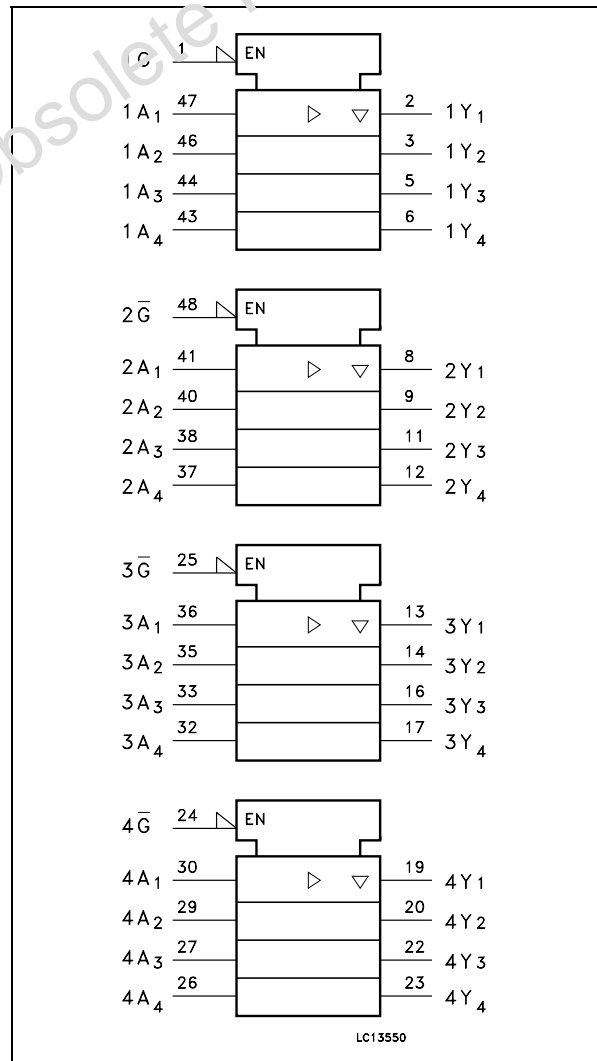 bsolete
1 EN
1A1 47 2 1Y1
1A2 46 3 1Y2
1A3 44 5 1Y3
1A4 43 6 1Y4
2G̅ 48 EN
2A1 41 8 2Y1
2A2 40 9 2Y2
2A3 38 11 2Y3
2A4 37 12 2Y4
3G̅ 25 EN
3A1 36 13 3Y1
3A2 35 14 3Y2
3A3 33 16 3Y3
3A4 32 17 3Y4
4G̅ 24 EN
4A1 30 19 4Y1
4A2 29 20 4Y2
4A3 27 22 4Y3
4A4 26 23 4Y4
LC13550